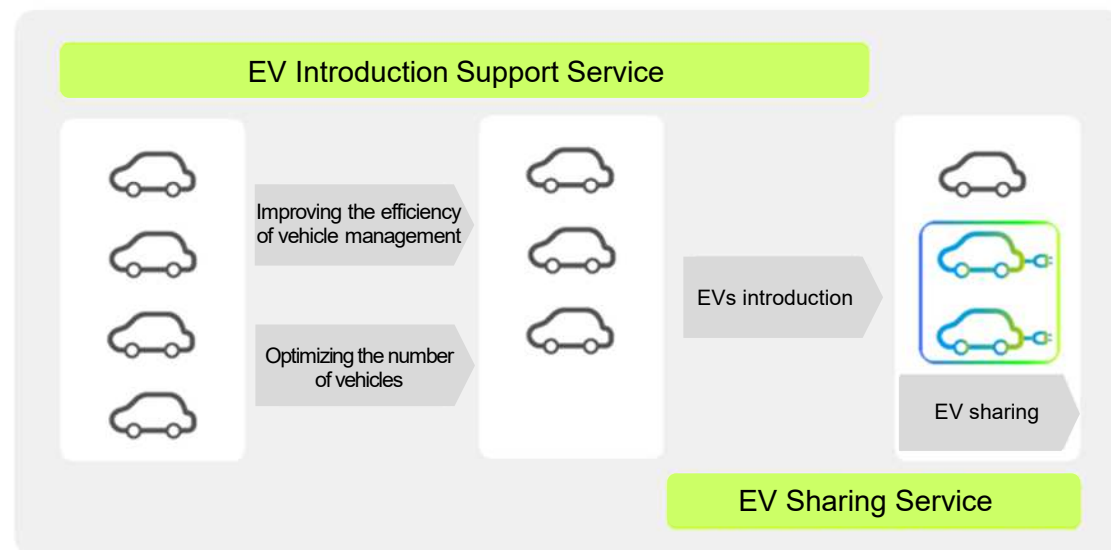 EV Introduction Support Service
Improving the efficiency
of vehicle management
Optimizing the number
of vehicles
EVs introduction
EV sharing
EV Sharing Service